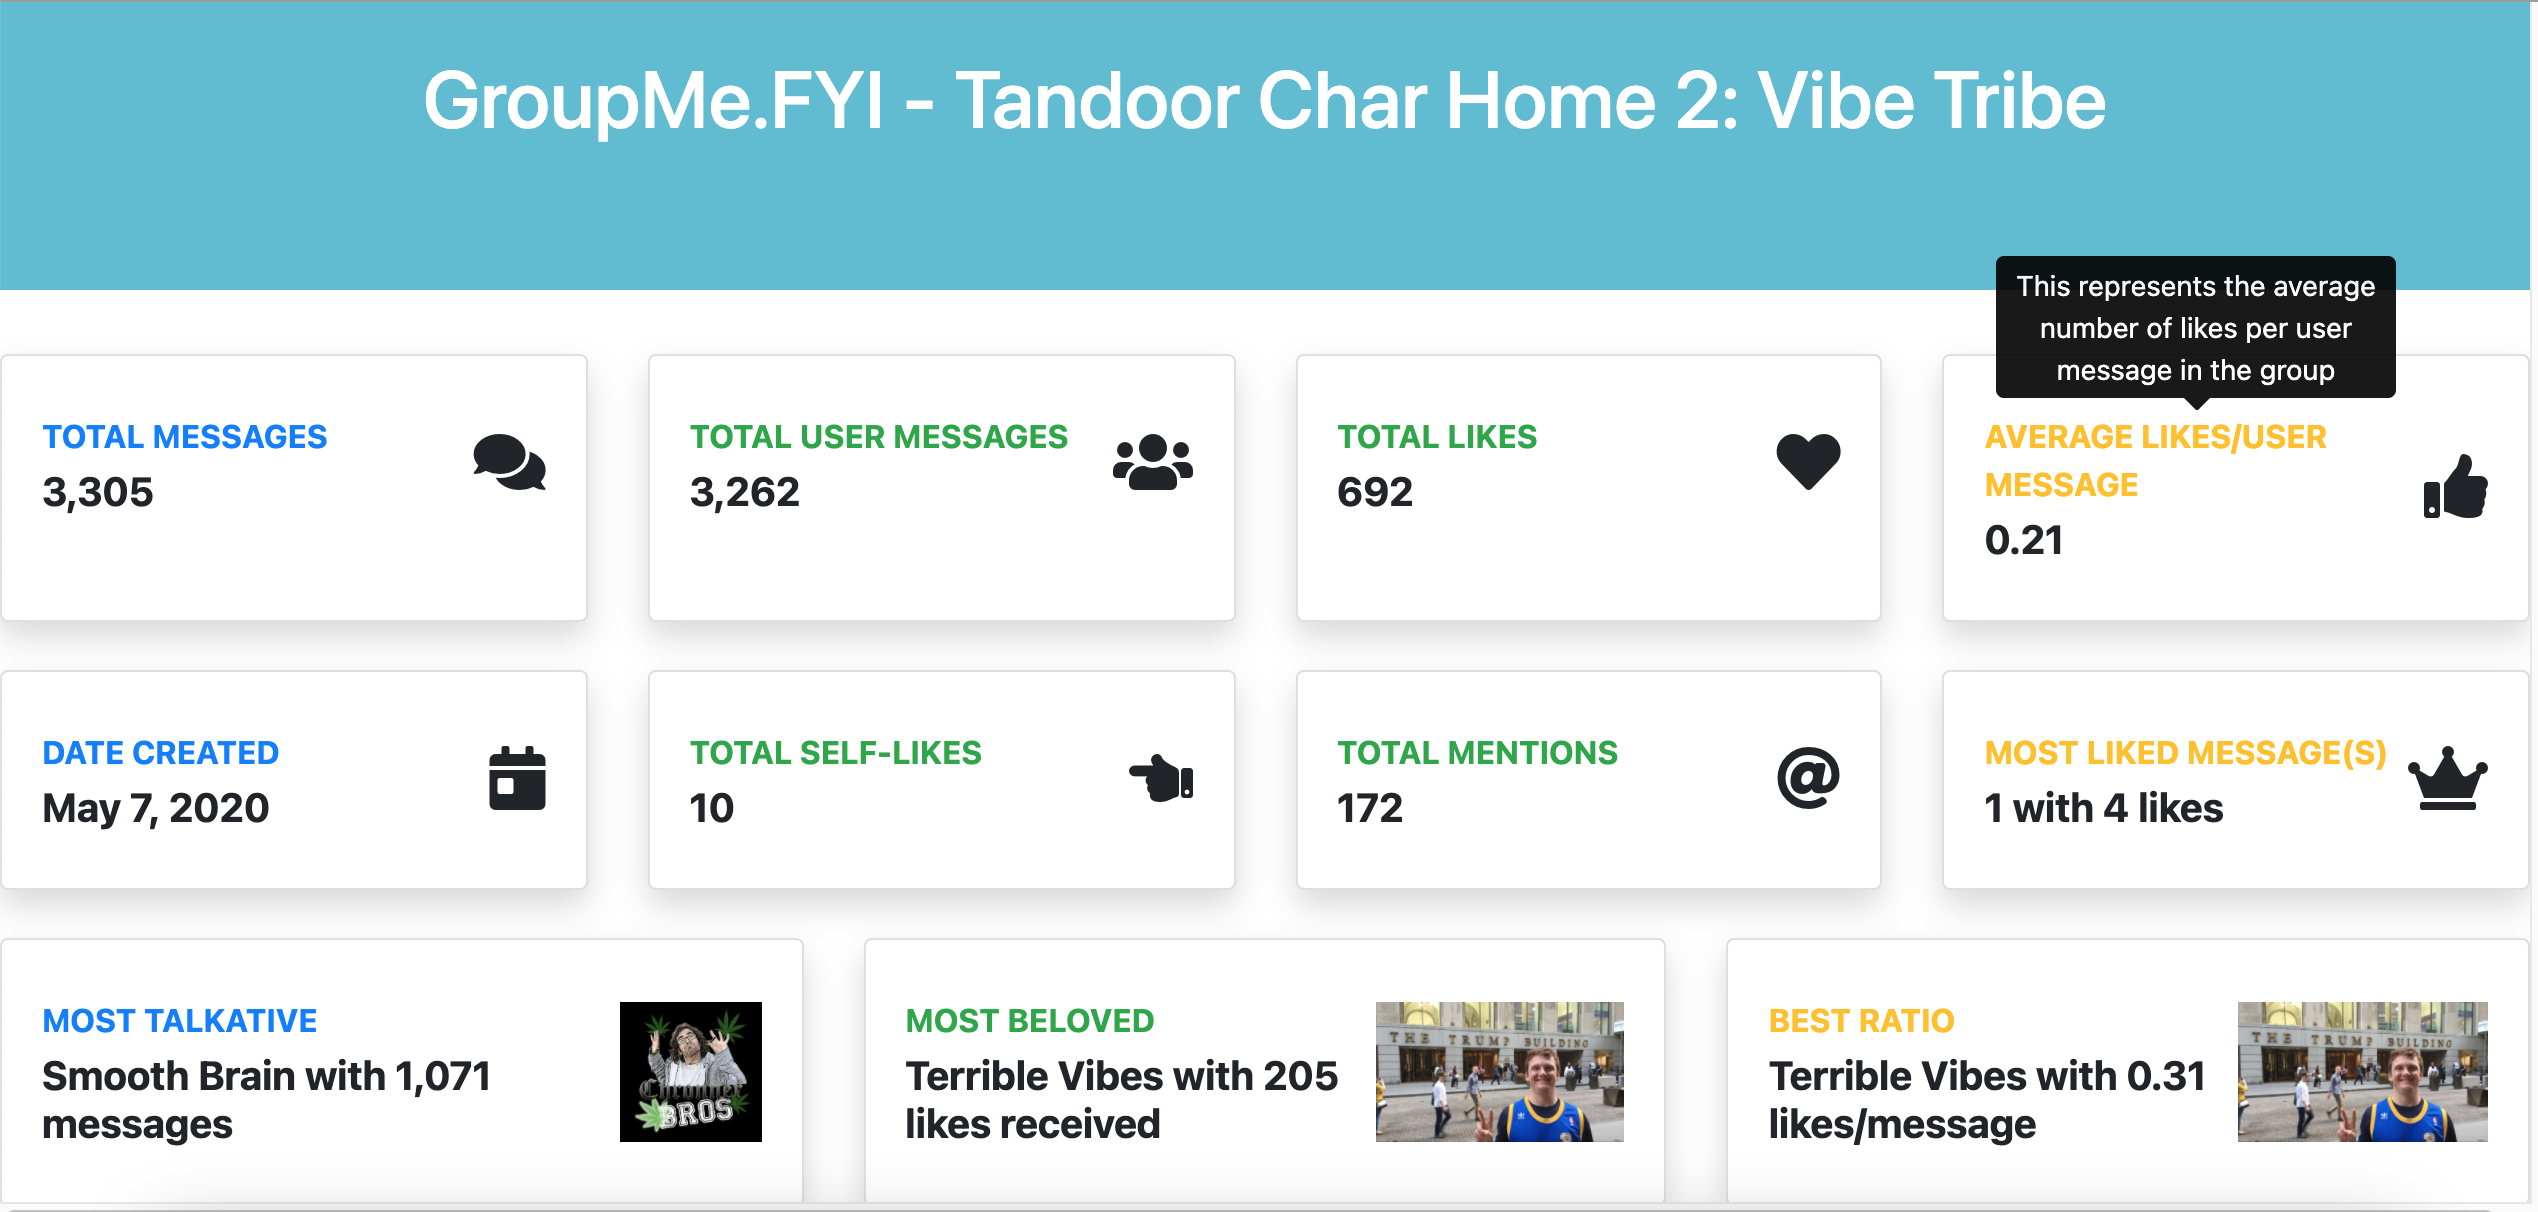 GroupMe.FYI - Tandoor Char Home 2: Vibe Tribe
This represents the average
number of likes per user
message in the group
TOTAL MESSAGES
3,305
TOTAL USER MESSAGES
3,262
TOTAL LIKES
692
AVERAGE LIKES/USER
MESSAGE
0.21
DATE CREATED
May 7, 2020
TOTAL SELF-LIKES
10
TOTAL MENTIONS
172
@
MOST LIKED MESSAGE(S)
1 with 4 likes
MOST TALKATIVE
Smooth Brain with 1,071
messages
BROS
MOST BELOVED
Terrible Vibes with 205
likes received
THE TRUMP BUILDING
BEST RATIO
Terrible Vibes with 0.31
likes/message
THE TRUMP BUILDING